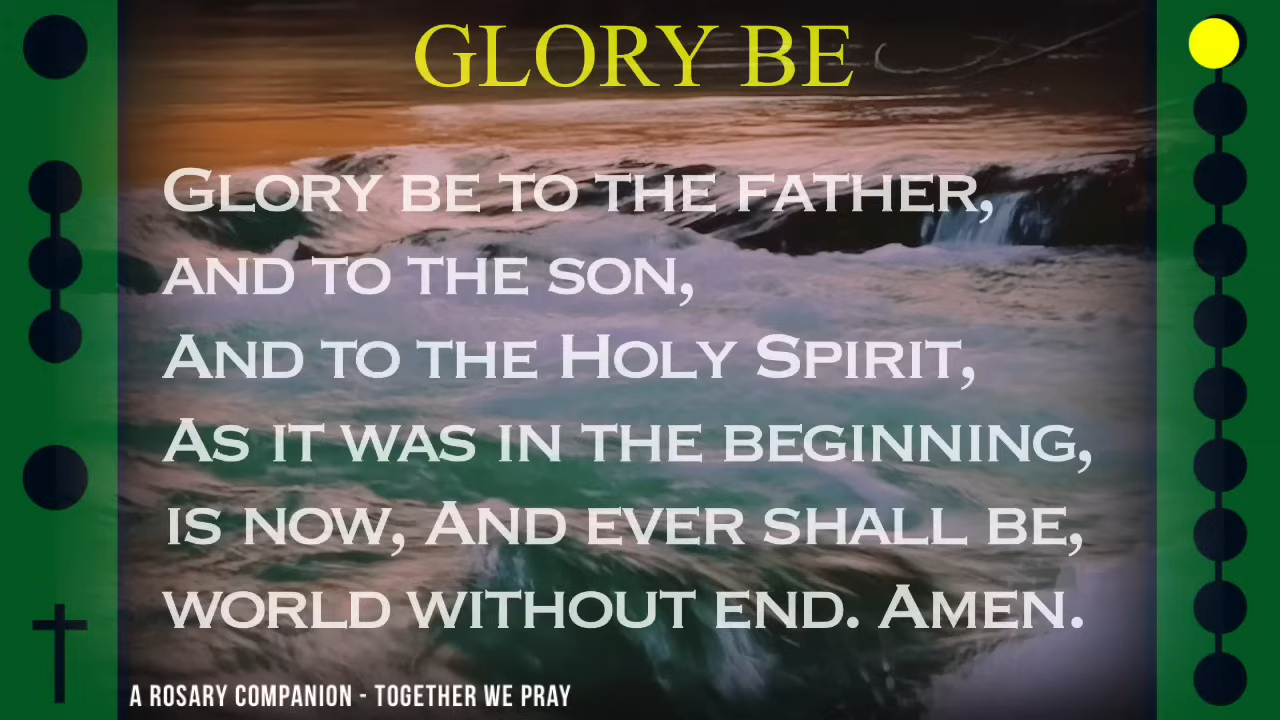 GLORY BE
GLORY BE TO THE FATHER,
AND TO THE SON,
AND TO THE HOLY SPIRIT,
AS IT WAS IN THE BEGINNING,
IS NOW, AND EVER SHALL BE,
WORLD WITHOUT END. AMEN.
A ROSARY COMPANION - TOGETHER WE PRAY